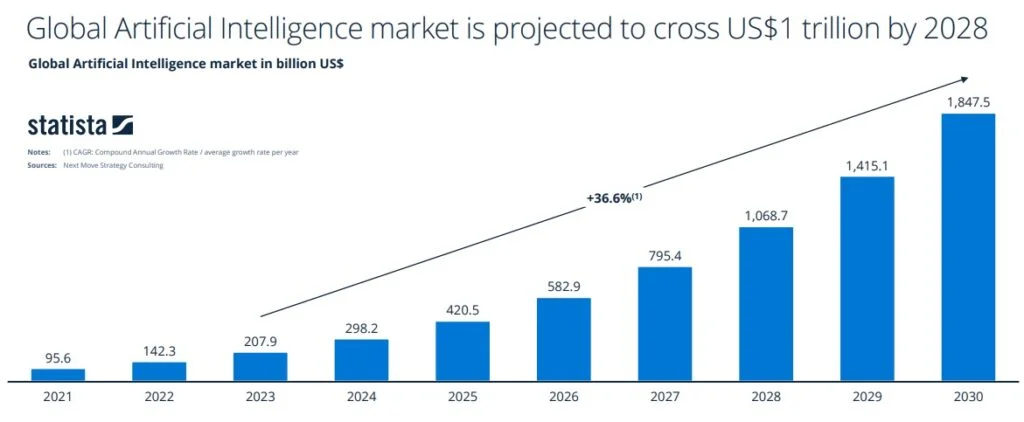 Global Artificial Intelligence market is projected to cross US$1 trillion by 2028
Global Artificial Intelligence market in billion US$
statista
Notes: (1) CAGR: Compound Annual Growth Rate / average growth rate per year
Sources: Next Move Strategy Consulting
+36.6%(1)
95.6
142.3
207.9
298.2
420.5
582.9
795.4
1,068.7
1,415.1
1,847.5
2021 2022 2023 2024 2025 2026 2027 2028 2029 2030